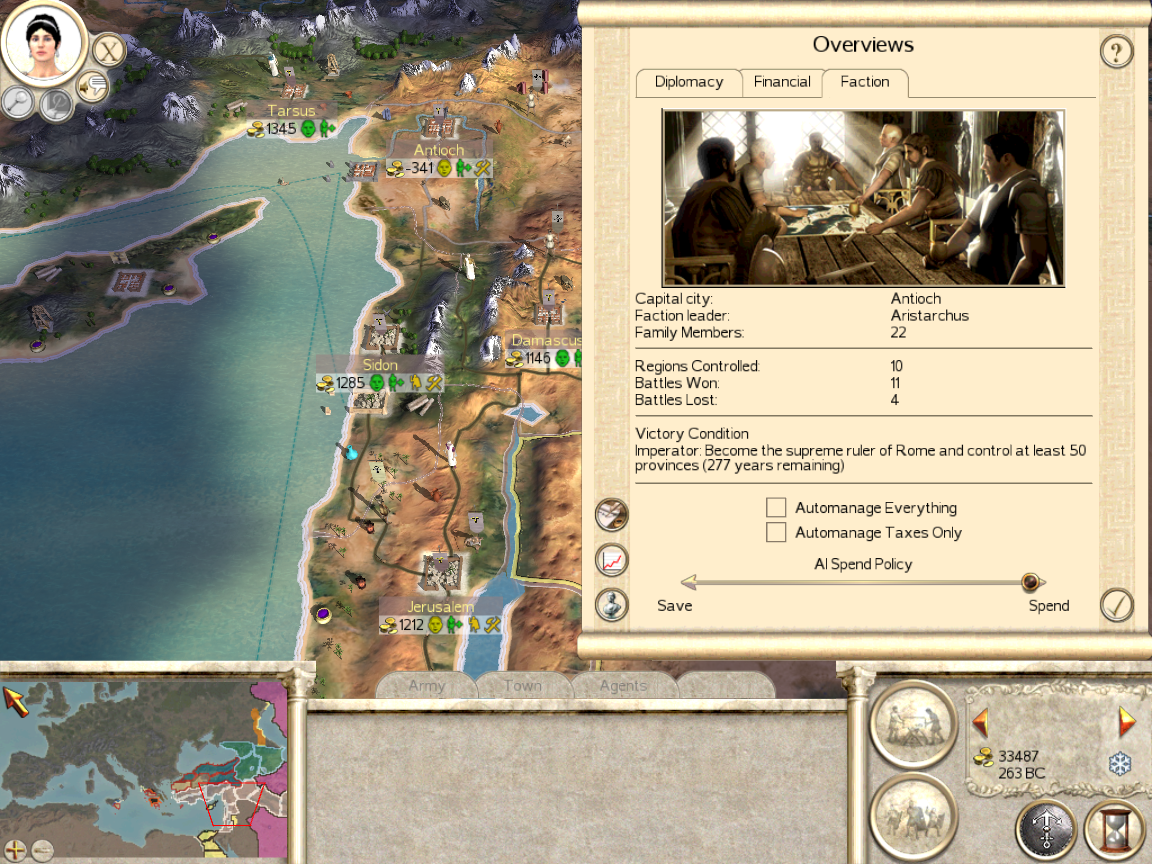 Tarsus
1345
Antioch
-341
Damascus
1146
Sidon
1285
Jerusalem
1212
X
Overviews
?
Diplomacy
Financial
Faction
Capital city: Antioch
Faction leader: Aristarchus
Family Members: 22
Regions Controlled: 10
Battles Won: 11
Battles Lost: 4
Victory Condition
Imperator: Become the supreme ruler of Rome and control at least 50
provinces (277 years remaining)
Automanage Everything
Automanage Taxes Only
AI Spend Policy
Save Spend
Army Town Agents
33487
263 BC